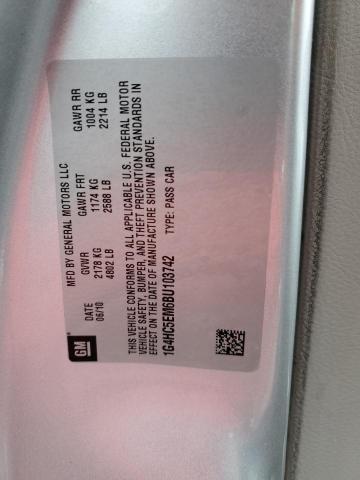 GM
MFD BY GENERAL MOTORS LLC
DATE GVWR GAWR FRT GAWR RR
06/10 2178 KG 1174 KG 1004 KG
4802 LB 2588 LB 2214 LB
THIS VEHICLE CONFORMS TO ALL APPLICABLE U.S. FEDERAL MOTOR
VEHICLE SAFETY, BUMPER, AND THEFT PREVENTION STANDARDS IN
EFFECT ON THE DATE OF MANUFACTURE SHOWN ABOVE.
1G4HC5EM6BU103742 TYPE: PASS CAR